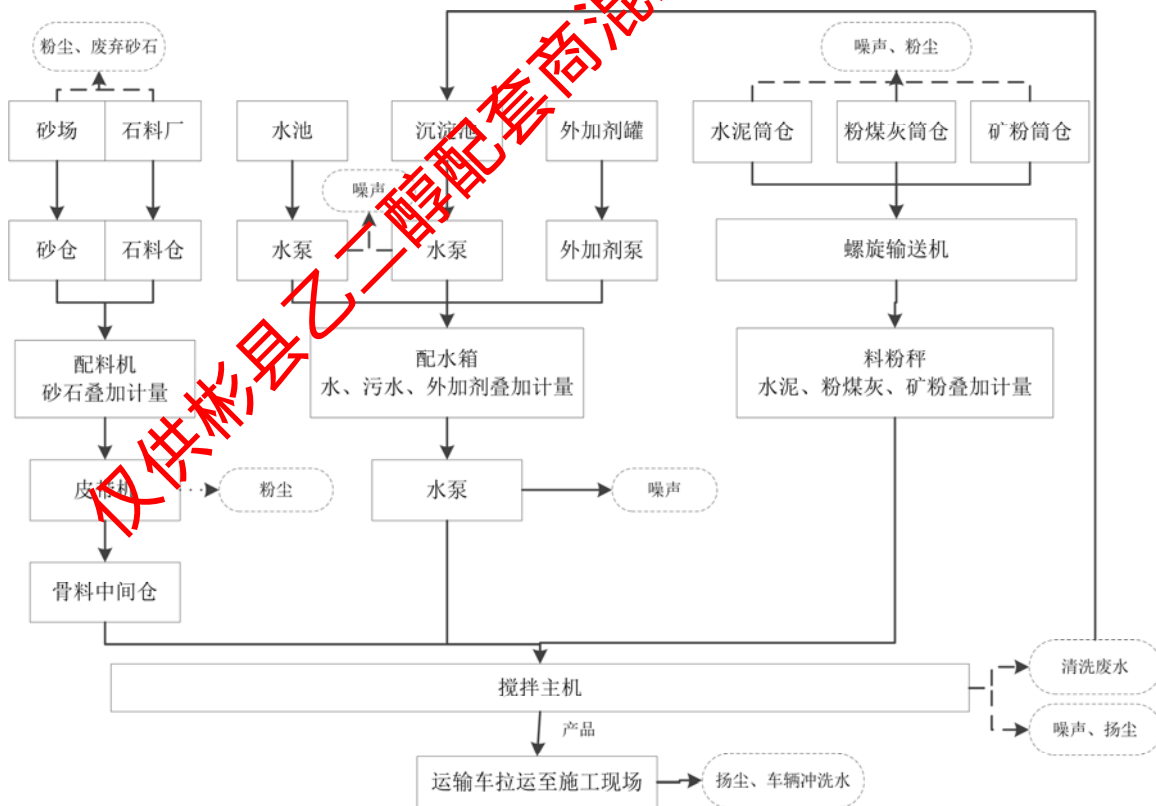 粉尘、废弃砂石
噪声、粉尘
砂场
石料厂
水池
沉淀池
外加剂罐
水泥筒仓
粉煤灰筒仓
矿粉筒仓
噪声
砂仓
石料仓
水泵
水泵
外加剂泵
螺旋输送机
配料机
砂石叠加计量
配水箱
水、污水、外加剂叠加计量
料粉秤
水泥、粉煤灰、矿粉叠加计量
皮带机
粉尘
水泵
噪声
骨料中间仓
搅拌主机
清洗废水
噪声、扬尘
产品
运输车拉运至施工现场
扬尘、车辆冲洗水
仅供彬县乙二醇配套商混